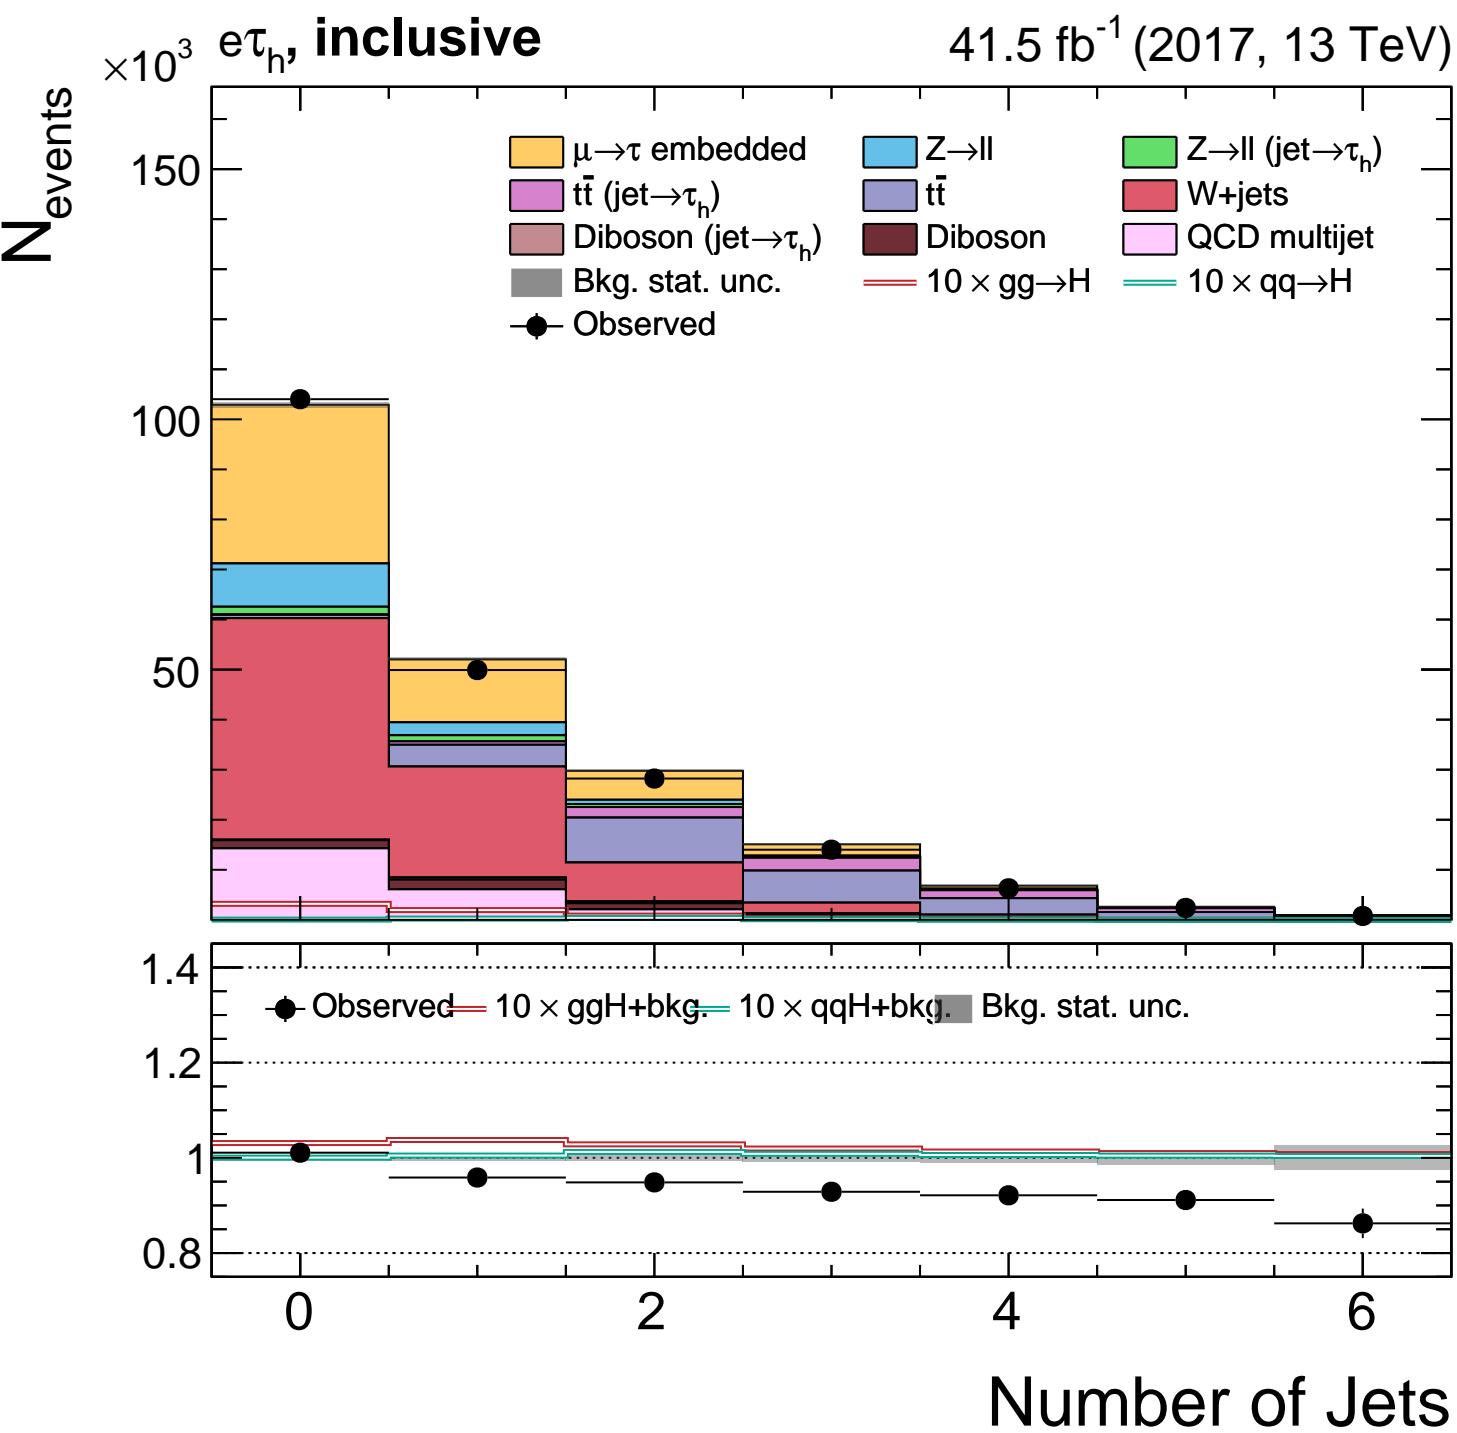 ×10³ eτₕ, inclusive 41.5 fb⁻¹ (2017, 13 TeV)
N_events
150
100
50
μ→τ embedded Z→ll Z→ll (jet→τₕ)
tt̄ (jet→τₕ) tt̄ W+jets
Diboson (jet→τₕ) Diboson QCD multijet
Bkg. stat. unc. 10 × gg→H 10 × qq→H
Observed
1.4
1.2
1
0.8
Observed 10 × ggH+bkg. 10 × qqH+bkg. Bkg. stat. unc.
0 2 4 6
Number of Jets